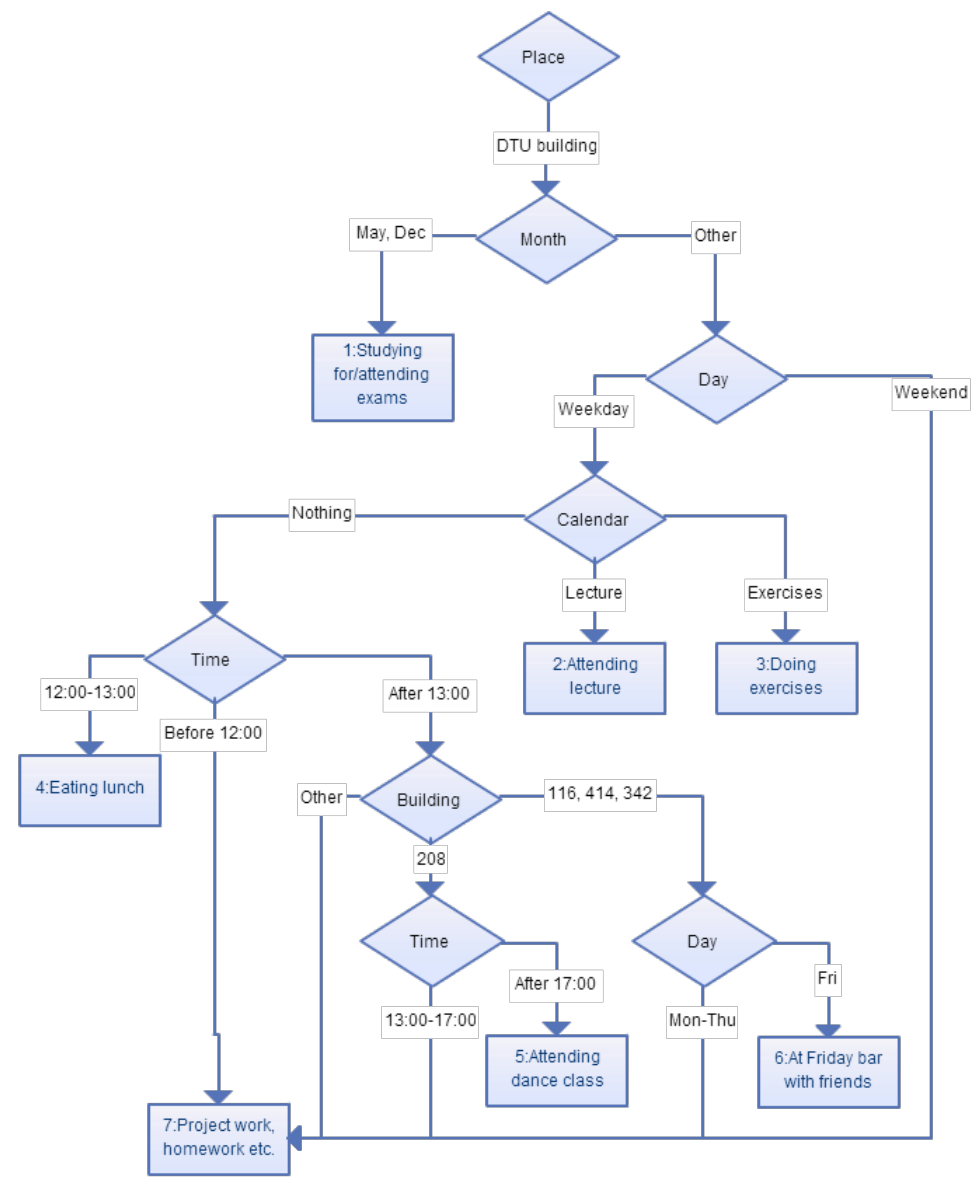 Place
DTU building
May, Dec
Month
Other
1:Studying
for/attending
exams
Day
Weekday
Weekend
Nothing
Calendar
Lecture
Exercises
Time
2:Attending
lecture
3:Doing
exercises
12:00-13:00
After 13:00
Before 12:00
4:Eating lunch
Other
Building
116, 414, 342
208
Time
Day
After 17:00
Fri
13:00-17:00
Mon-Thu
5:Attending
dance class
6:At Friday bar
with friends
7:Project work,
homework etc.